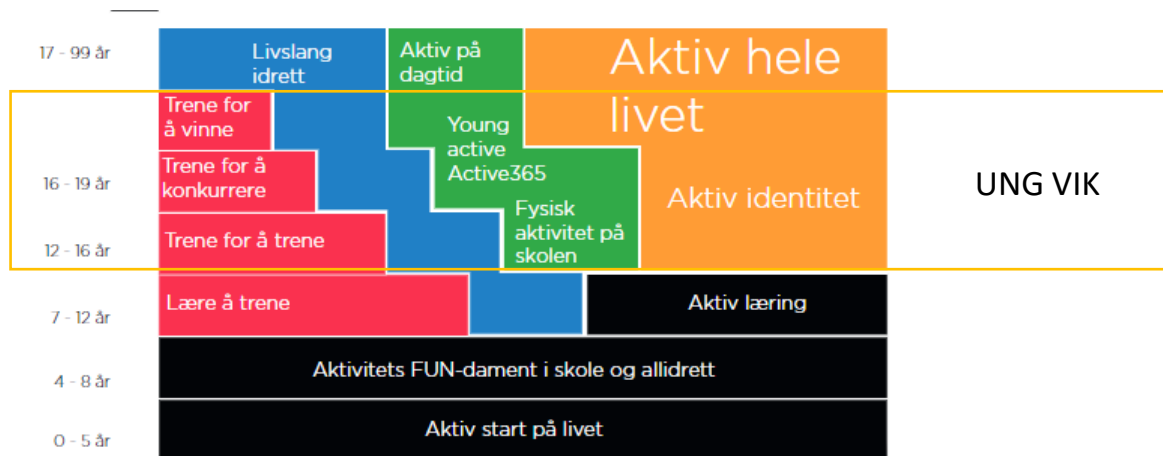 17 - 99 år
Livslang
idrett
Aktiv på
dagtid
Aktiv hele
livet
Trene for
å vinne
Young
active
Active365
16 - 19 år
Trene for å
konkurrere
Aktiv identitet
UNG VIK
Fysisk
aktivitet på
skolen
12 - 16 år
Trene for å trene
7 - 12 år
Lære å trene
Aktiv læring
4 - 8 år
Aktivitets FUN-dament i skole og allidrett
0 - 5 år
Aktiv start på livet